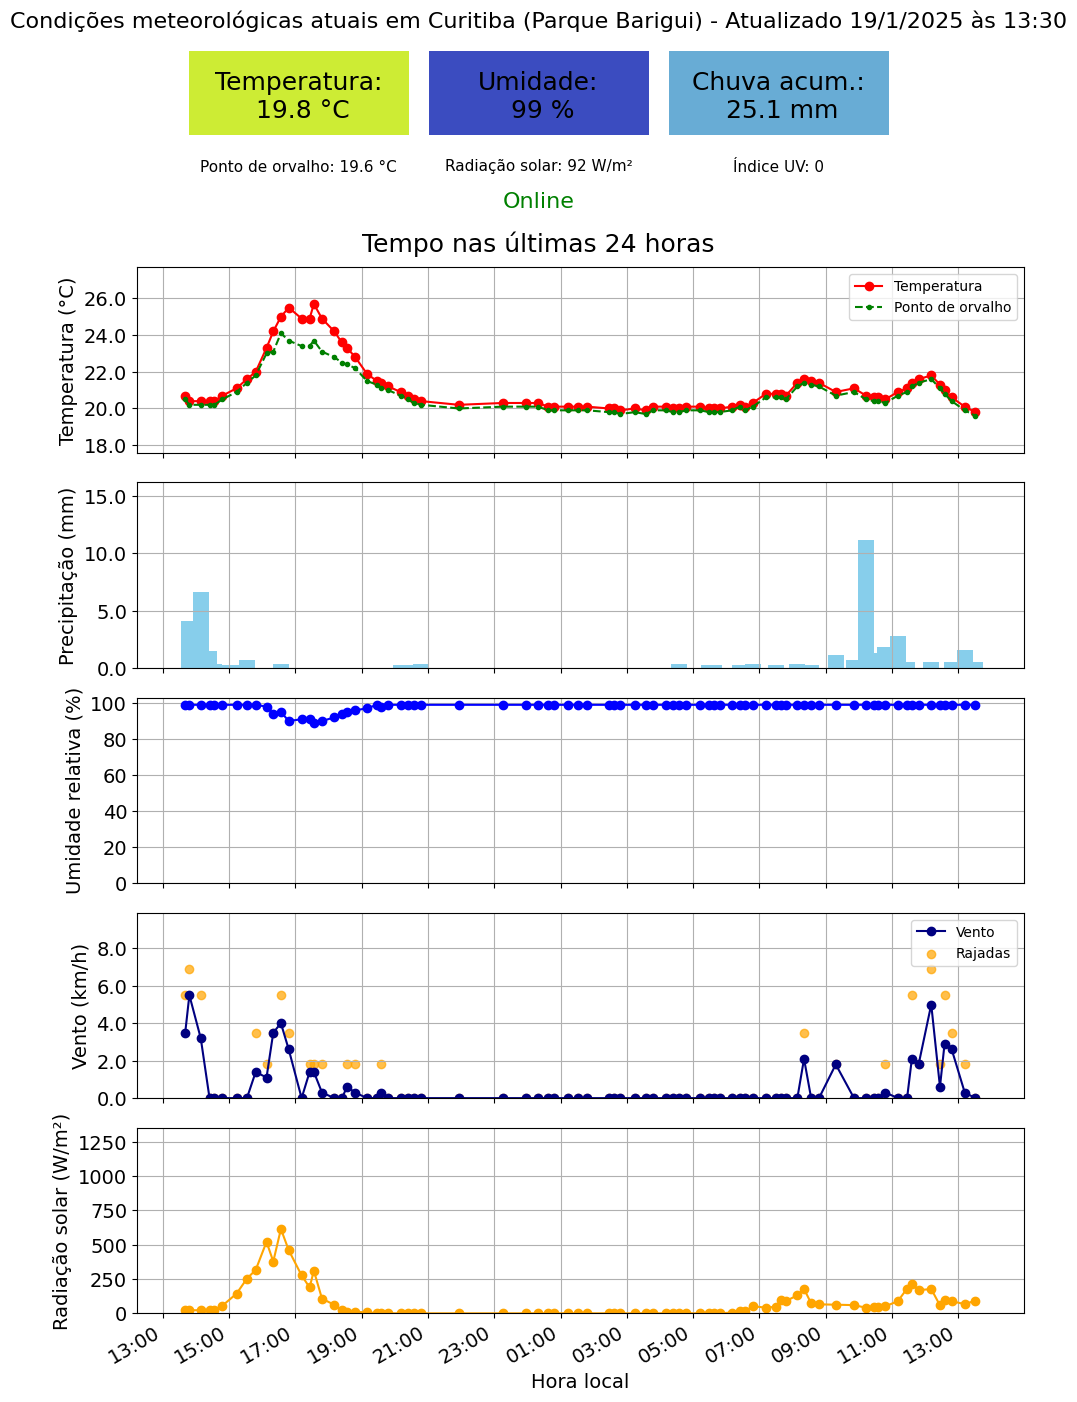 Condições meteorológicas atuais em Curitiba (Parque Barigui) - Atualizado 19/1/2025 às 13:30
Temperatura:
19.8 °C
Umidade:
99 %
Chuva acum.:
25.1 mm
Ponto de orvalho: 19.6 °C
Radiação solar: 92 W/m²
Índice UV: 0
Online
Tempo nas últimas 24 horas
Temperatura (°C)
26.0
24.0
22.0
20.0
18.0
Temperatura
Ponto de orvalho
Precipitação (mm)
15.0
10.0
5.0
0.0
Umidade relativa (%)
100
80
60
40
20
0
Vento (km/h)
8.0
6.0
4.0
2.0
0.0
Vento
Rajadas
Radiação solar (W/m²)
1250
1000
750
500
250
0
13:00 15:00 17:00 19:00 21:00 23:00 01:00 03:00 05:00 07:00 09:00 11:00 13:00
Hora local